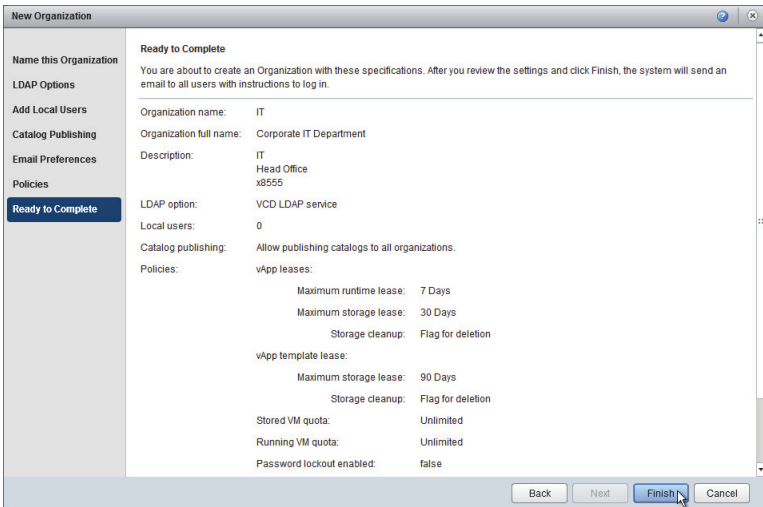 New Organization
Name this Organization
LDAP Options
Add Local Users
Catalog Publishing
Email Preferences
Policies
Ready to Complete
Ready to Complete
You are about to create an Organization with these specifications. After you review the settings and click Finish, the system will send an
email to all users with instructions to log in.
Organization name: IT
Organization full name: Corporate IT Department
Description: IT
Head Office
x8555
LDAP option: VCD LDAP service
Local users: 0
Catalog publishing: Allow publishing catalogs to all organizations.
Policies: vApp leases:
Maximum runtime lease: 7 Days
Maximum storage lease: 30 Days
Storage cleanup: Flag for deletion
vApp template lease:
Maximum storage lease: 90 Days
Storage cleanup: Flag for deletion
Stored VM quota: Unlimited
Running VM quota: Unlimited
Password lockout enabled: false
Back Next Finish Cancel